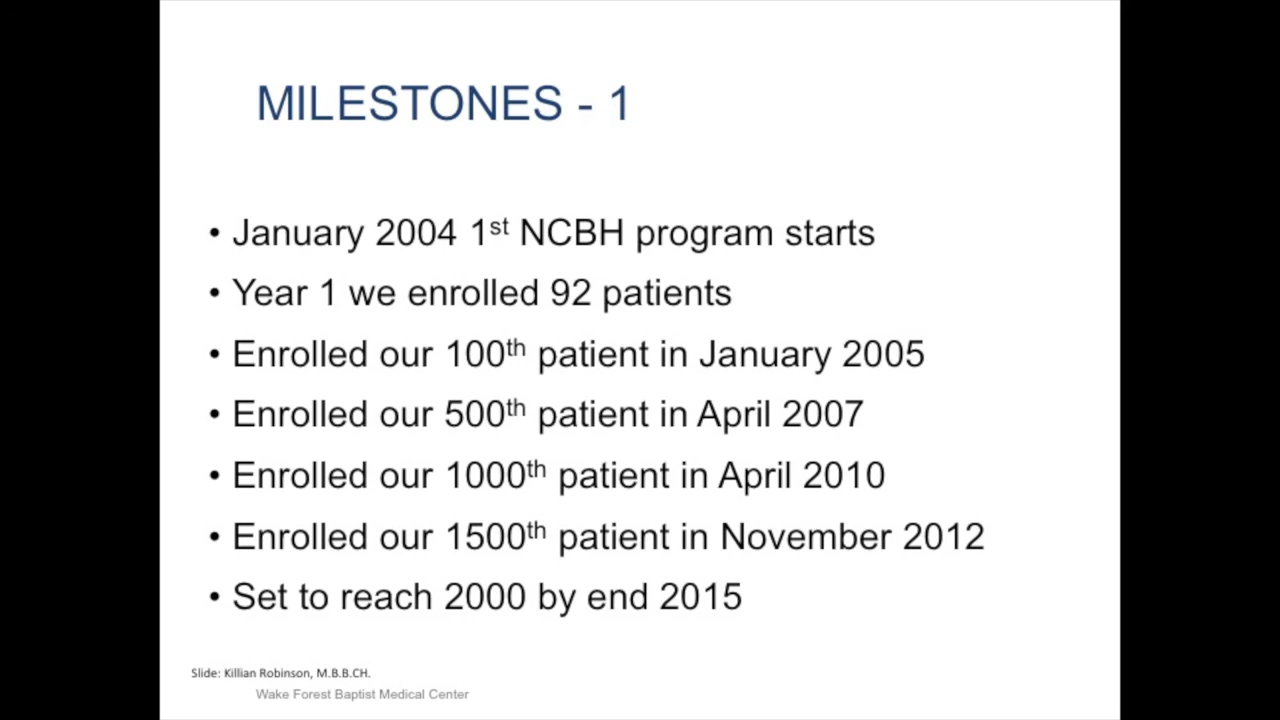 MILESTONES - 1
• January 2004 1st NCBH program starts
• Year 1 we enrolled 92 patients
• Enrolled our 100th patient in January 2005
• Enrolled our 500th patient in April 2007
• Enrolled our 1000th patient in April 2010
• Enrolled our 1500th patient in November 2012
• Set to reach 2000 by end 2015
Slide: Killian Robinson, M.B.B.CH.
Wake Forest Baptist Medical Center